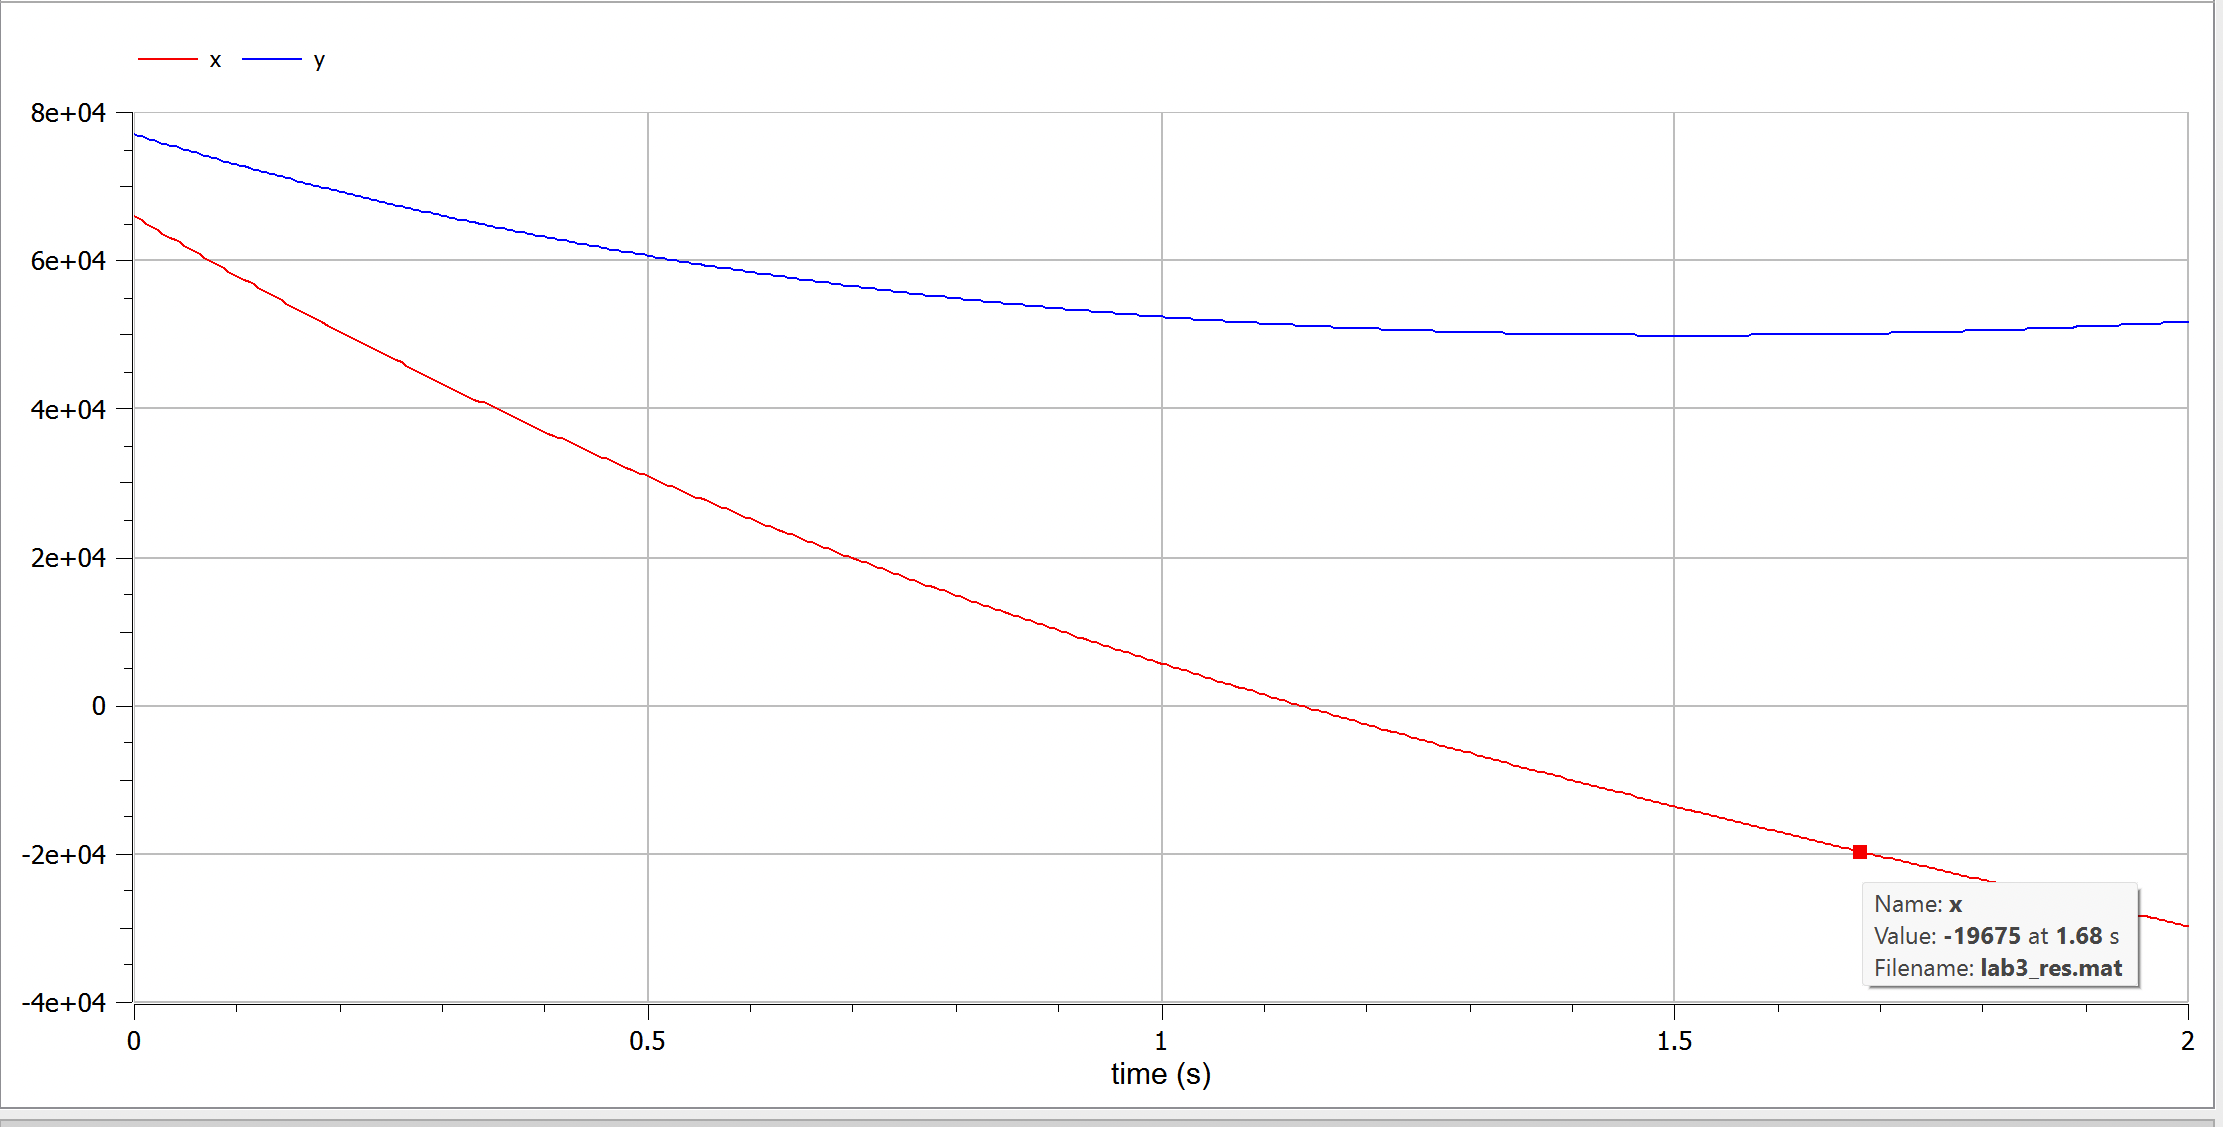 x y
8e+04
6e+04
4e+04
2e+04
0
-2e+04
-4e+04
Name: x
Value: -19675 at 1.68 s
Filename: lab3_res.mat
0 0.5 1 1.5 2
time (s)